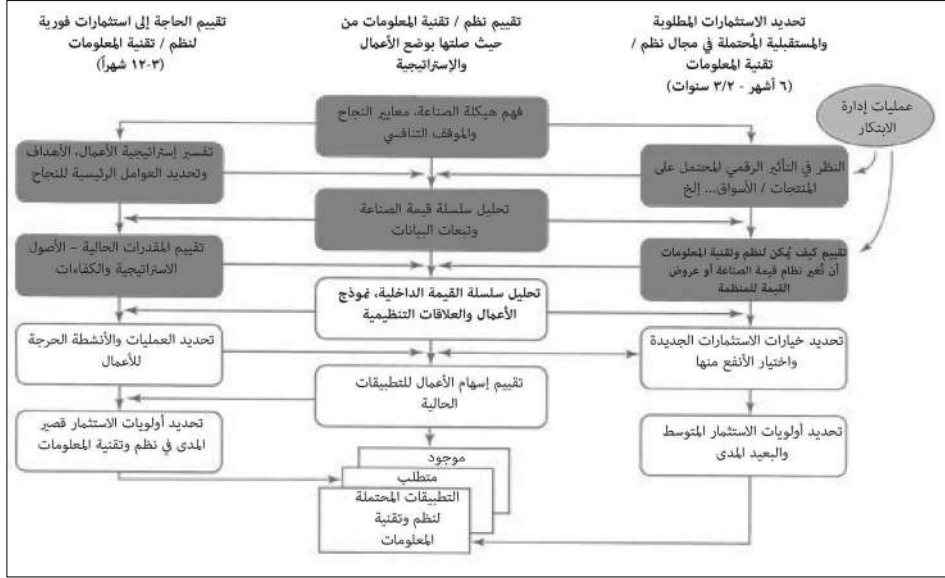 تحديد الاستثمارات المطلوبة
والمستقبلية المُحتملة في مجال نظم /
تقنية المعلومات
(٦ أشهر - ٣/٢ سنوات)
تقييم نظم / تقنية المعلومات من
حيث صلتها بوضع الأعمال
والإستراتيجية
تقييم الحاجة إلى استثمارات فورية
لنظم / تقنية المعلومات
(٣-١٢ شهراً)
عمليات إدارة
الابتكار
فهم هيكلة الصناعة، معايير النجاح
والموقف التنافسي
النظر في التأثير الرقمي المحتمل على
المنتجات / الأسواق... إلخ
تفسير إستراتيجية الأعمال، الأهداف
وتحديد العوامل الرئيسية للنجاح
تحليل سلسلة قيمة الصناعة
وتبعات البيانات
تقييم كيف يُمكن لنظم وتقنية المعلومات
أن تُغير نظام قيمة الصناعة أو عروض
القيمة للمنظمة
تقييم المقدرات الحالية – الأصول
الاستراتيجية والكفاءات
تحليل سلسلة القيمة الداخلية، نموذج
الأعمال والعلاقات التنظيمية
تحديد خيارات الاستثمارات الجديدة
واختيار الأنفع منها
تحديد العمليات والأنشطة الحرجة
للأعمال
تقييم إسهام الأعمال للتطبيقات
الحالية
تحديد أولويات الاستثمار المتوسط
والبعيد المدى
تحديد أولويات الاستثمار قصير
المدى في نظم وتقنية المعلومات
موجود
متطلب
التطبيقات المحتملة
لنظم وتقنية
المعلومات